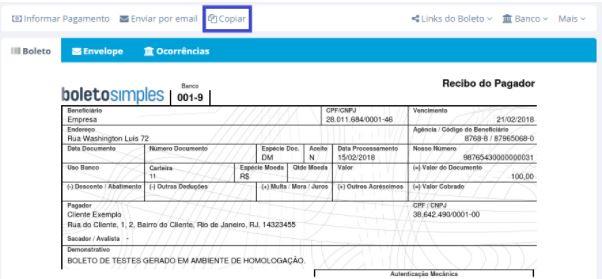 Informar Pagamento Enviar por email Copiar Links do Boleto Banco Mais
Boleto Envelope Ocorrências
Recibo do Pagador
boletosimples Banco 001-9
Beneficiário CPF/CNPJ Vencimento
Empresa 28.011.684/0001-46 21/02/2018
Endereço Agência / Código do Beneficiário
Rua Washington Luis 72 8768-8 / 87965068-0
Data Documento Número Documento Espécie Doc. Aceite Data Processamento Nosso Número
DM N 15/02/2018 98765430000000031
Uso Banco Carteira Espécie Moeda Qtde Moeda Valor (=) Valor do Documento
11 R$ 100,00
(-) Desconto / Abatimento (-) Outras Deduções (+) Multa / Mora / Juros (+) Outros Acréscimos (=) Valor Cobrado
Pagador CPF / CNPJ
Cliente Exemplo 38.642.490/0001-00
Rua do Cliente, 1, 2, Bairro do Cliente, Rio de Janeiro, RJ, 14323455
Sacador / Avalista -
Demonstrativo
BOLETO DE TESTES GERADO EM AMBIENTE DE HOMOLOGAÇÃO.
Autenticação Mecânica